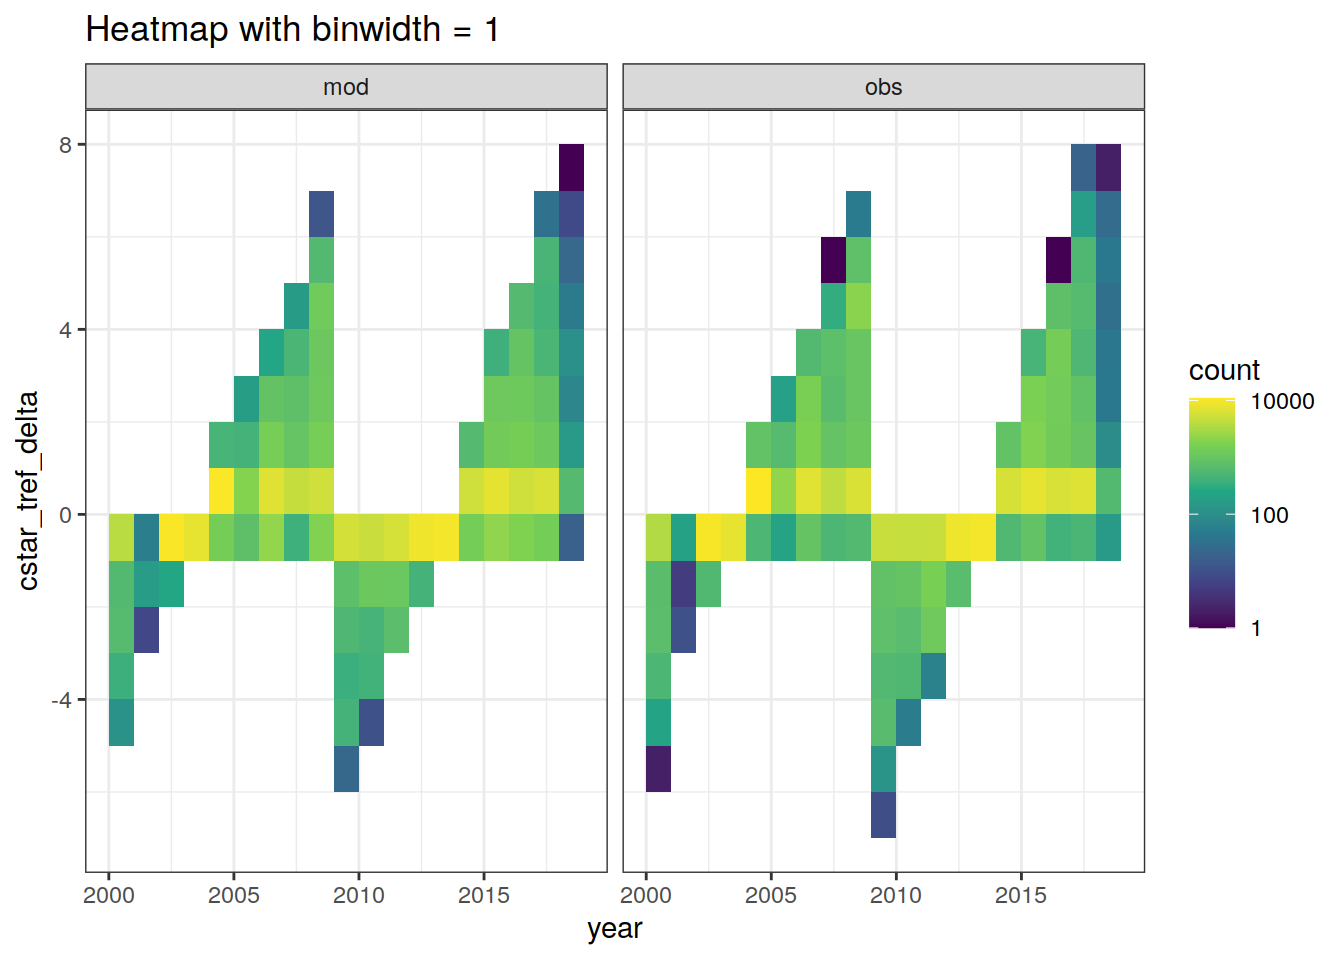 Heatmap with binwidth = 1
mod
obs
8
4
0
-4
cstar_tref_delta
2000
2005
2010
2015
2000
2005
2010
2015
year
count
10000
100
1